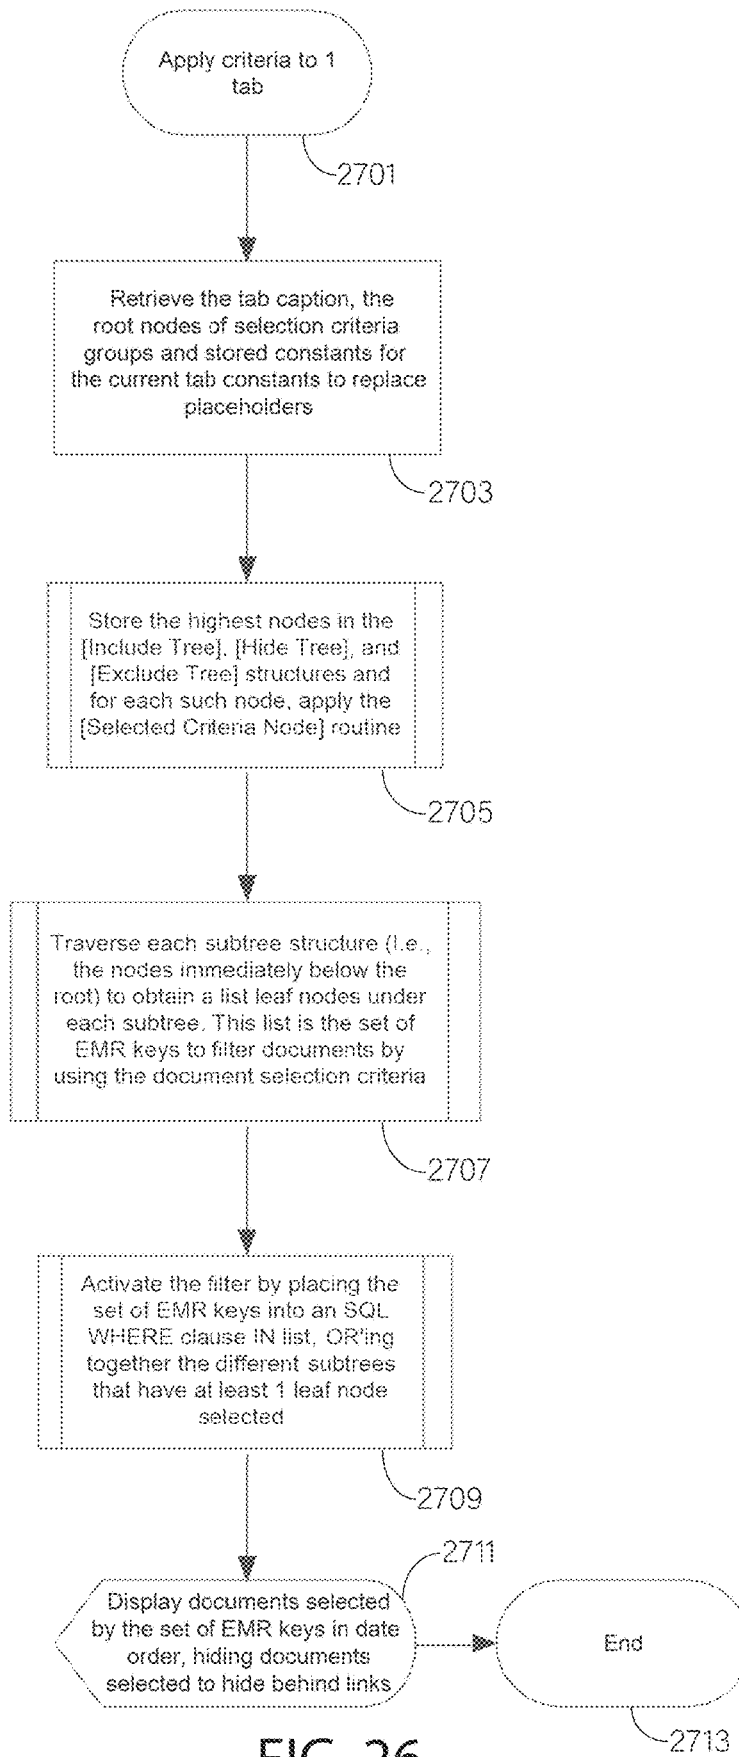 Apply criteria to 1
tab
2701
Retrieve the tab caption, the
root nodes of selection criteria
groups and stored constants for
the current tab constants to replace
placeholders
2703
Store the highest nodes in the
[Include Tree], [Hide Tree], and
[Exclude Tree] structures and
for each such node, apply the
[Selected Criteria Node] routine
2705
Traverse each subtree structure (I.e.,
the nodes immediately below the
root) to obtain a list leaf nodes under
each subtree. This list is the set of
EMR keys to filter documents by
using the document selection criteria
2707
Activate the filter by placing the
set of EMR keys into an SQL
WHERE clause IN list, OR'ing
together the different subtrees
that have at least 1 leaf node
selected
2709
2711
Display documents selected
by the set of EMR keys in date
order, hiding documents
selected to hide behind links
End
2713
FIG. 26